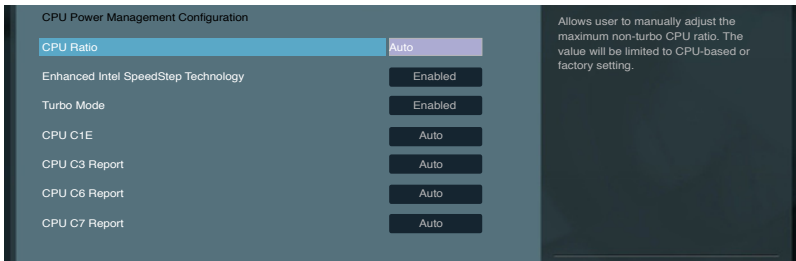 CPU Power Management Configuration
CPU Ratio Auto
Enhanced Intel SpeedStep Technology Enabled
Turbo Mode Enabled
CPU C1E Auto
CPU C3 Report Auto
CPU C6 Report Auto
CPU C7 Report Auto
Allows user to manually adjust the
maximum non-turbo CPU ratio. The
value will be limited to CPU-based or
factory setting.